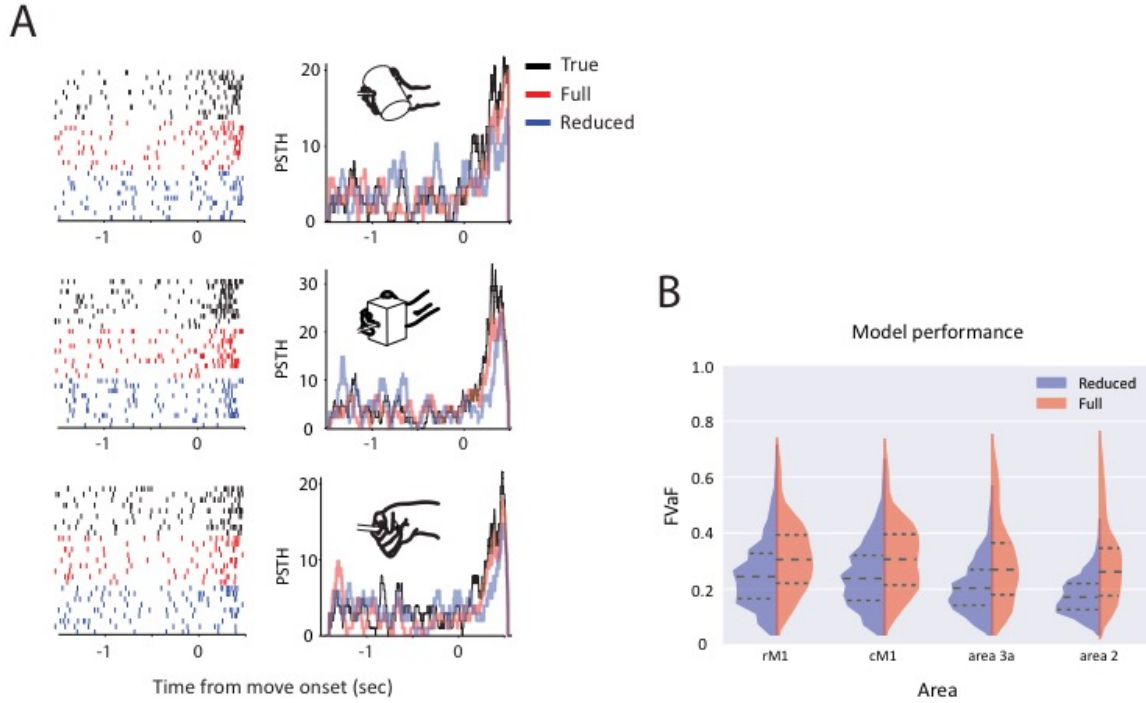 A
20
10
0
PSTH
-1 0
-1 0
True
Full
Reduced
30
20
10
0
PSTH
-1 0
-1 0
20
10
0
PSTH
-1 0
-1 0
Time from move onset (sec)
B
Model performance
1.0
0.8
0.6
0.4
0.2
0
FVaF
Reduced
Full
rM1 cM1 area 3a area 2
Area